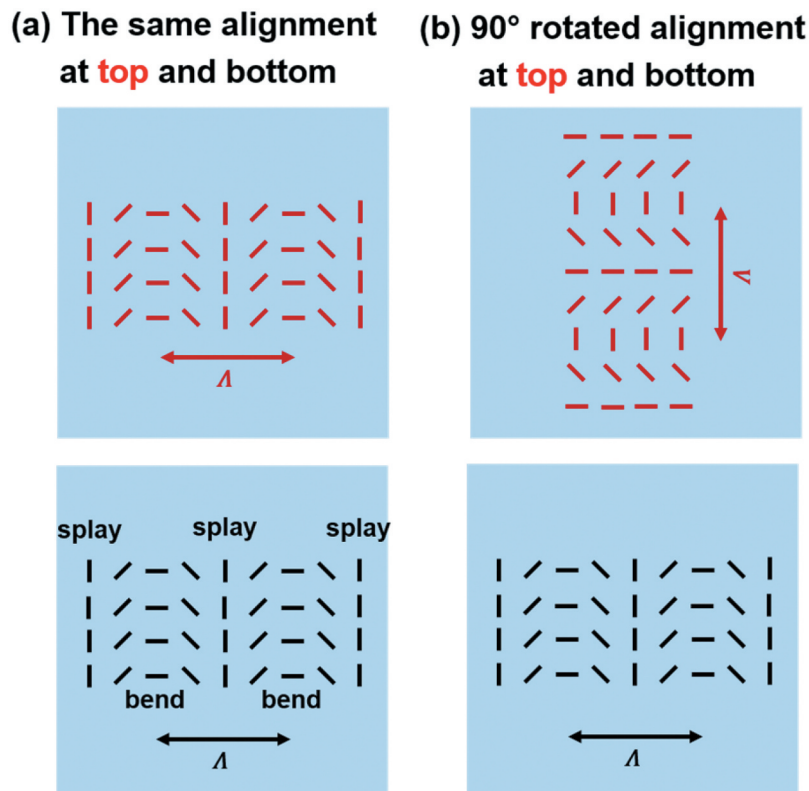 (a) The same alignment
at top and bottom
(b) 90° rotated alignment
at top and bottom
Λ
Λ
splay splay splay
bend bend
Λ
Λ